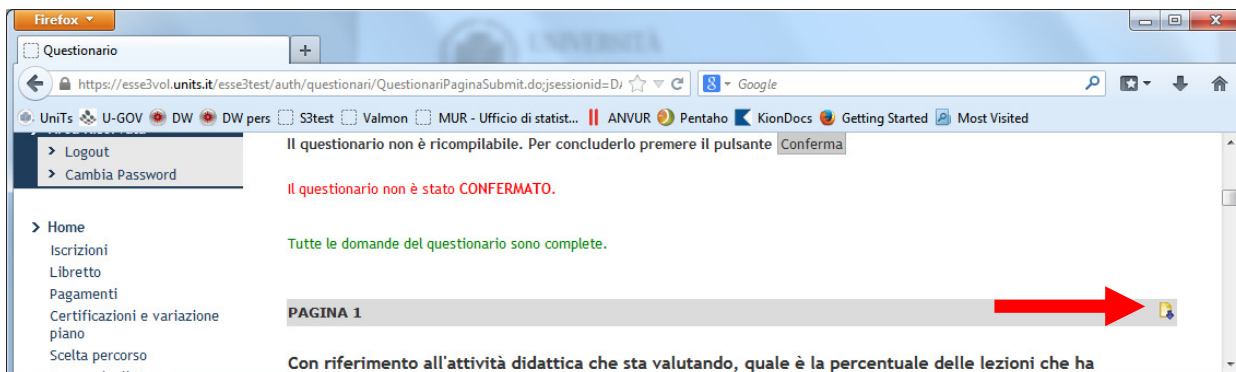 Firefox
UNIVERSITÀ
Questionario
+
https://esse3vol.units.it/esse3test/auth/questionari/QuestionariPaginaSubmit.do;jsessionid=D
Google
UniTs U-GOV DW DW pers S3test Valmon MUR - Ufficio di statist... ANVUR Pentaho KionDocs Getting Started Most Visited
> Logout
> Cambia Password
Il questionario non è ricompilabile. Per concluderlo premere il pulsante Conferma
Il questionario non è stato CONFERMATO.
Tutte le domande del questionario sono complete.
> Home
Iscrizioni
Libretto
Pagamenti
Certificazioni e variazione
piano
Scelta percorso
PAGINA 1
Con riferimento all'attività didattica che sta valutando, quale è la percentuale delle lezioni che ha